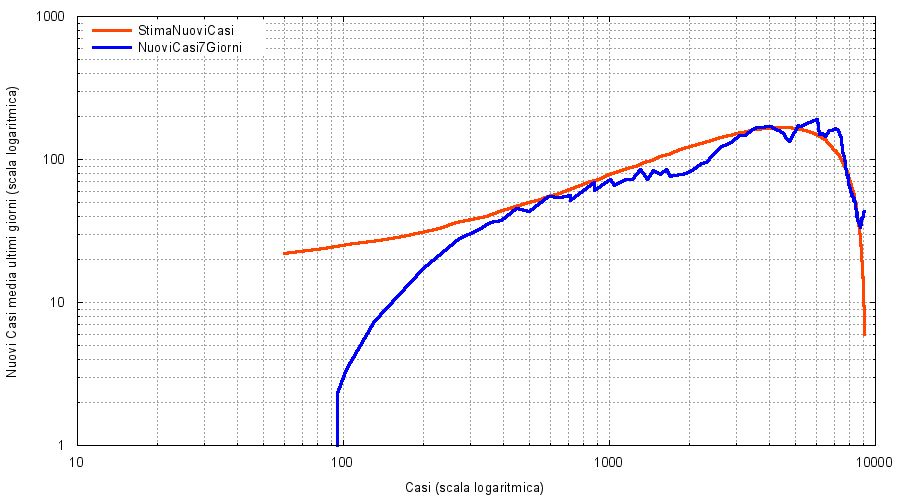 1000
StimaNuoviCasi
NuoviCasi7Giorni
100
10
1
10
100
1000
10000
Nuovi Casi media ultimi giorni (scala logaritmica)
Casi (scala logaritmica)